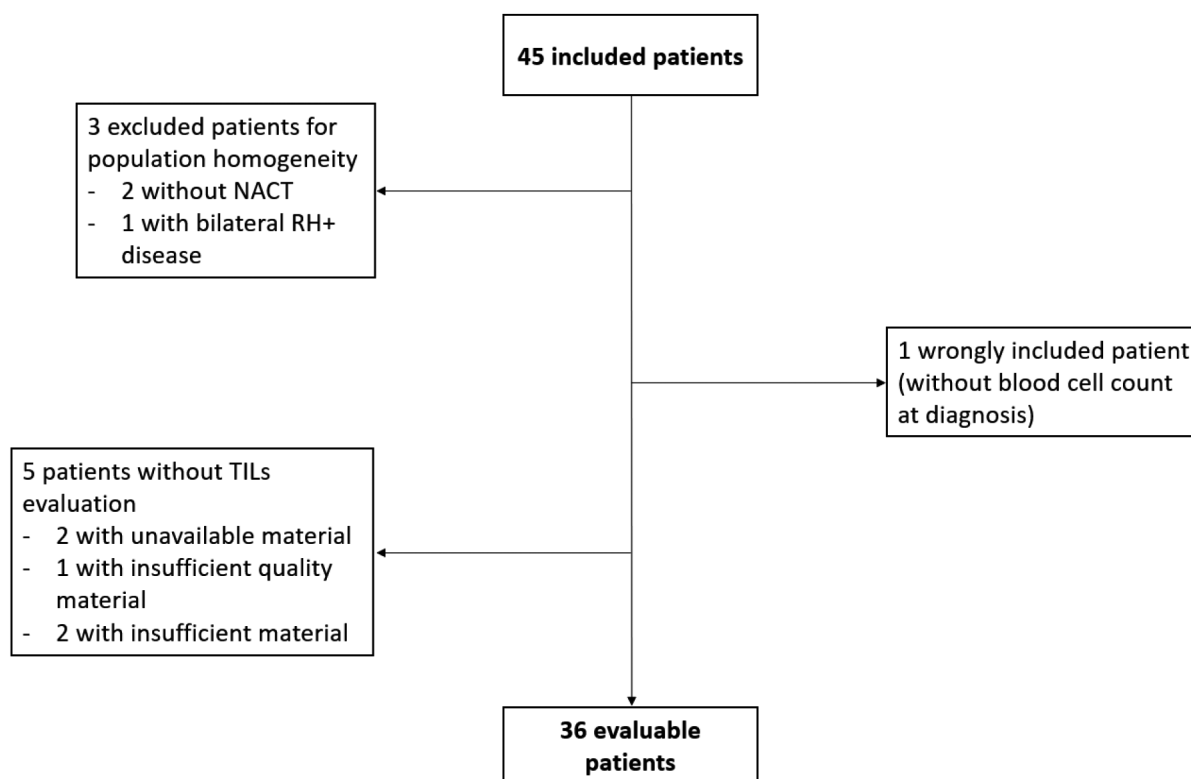 45 included patients
3 excluded patients for
population homogeneity
- 2 without NACT
- 1 with bilateral RH+
disease
1 wrongly included patient
(without blood cell count
at diagnosis)
5 patients without TILs
evaluation
- 2 with unavailable material
- 1 with insufficient quality
material
- 2 with insufficient material
36 evaluable
patients